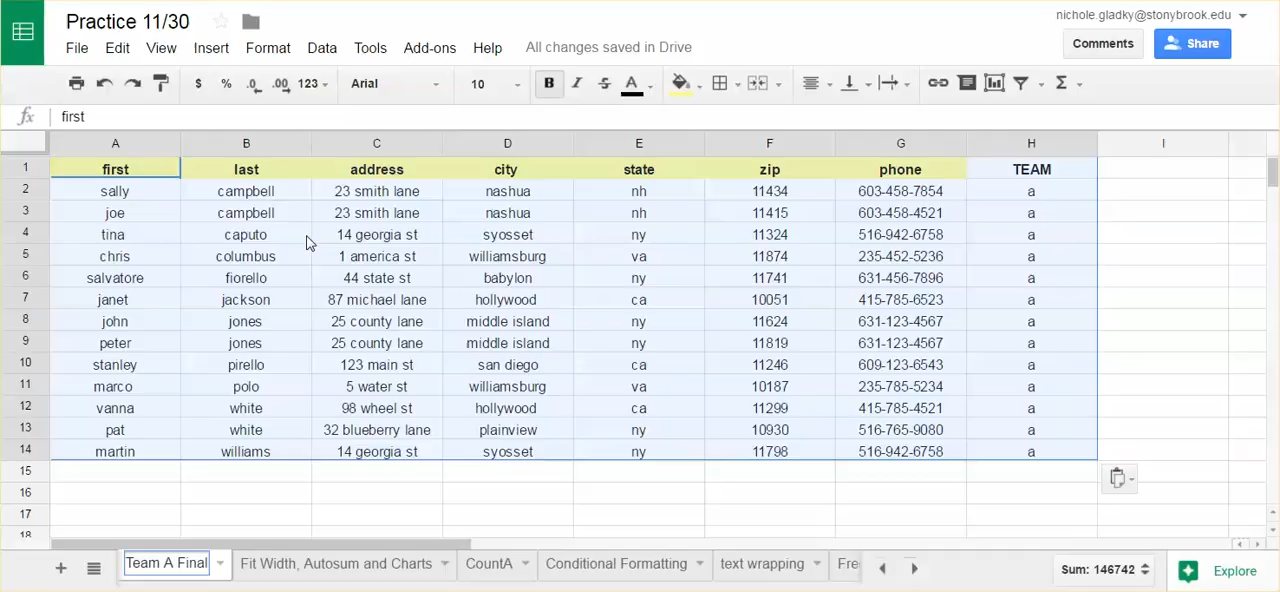 Practice 11/30
nichole.gladky@stonybrook.edu
File Edit View Insert Format Data Tools Add-ons Help All changes saved in Drive
Comments Share
$ % .0 .00 123 Arial 10 B I S A Σ
fx first
A B C D E F G H I
1 first last address city state zip phone TEAM
2 sally campbell 23 smith lane nashua nh 11434 603-458-7854 a
3 joe campbell 23 smith lane nashua nh 11415 603-458-4521 a
4 tina caputo 14 georgia st syosset ny 11324 516-942-6758 a
5 chris columbus 1 america st williamsburg va 11874 235-452-5236 a
6 salvatore fiorello 44 state st babylon ny 11741 631-456-7896 a
7 janet jackson 87 michael lane hollywood ca 10051 415-785-6523 a
8 john jones 25 county lane middle island ny 11624 631-123-4567 a
9 peter jones 25 county lane middle island ny 11819 631-123-4567 a
10 stanley pirello 123 main st san diego ca 11246 609-123-6543 a
11 marco polo 5 water st williamsburg va 10187 235-785-5234 a
12 vanna white 98 wheel st hollywood ca 11299 415-785-4521 a
13 pat white 32 blueberry lane plainview ny 10930 516-765-9080 a
14 martin williams 14 georgia st syosset ny 11798 516-942-6758 a
15
16
17
18
Team A Final Fit Width, Autosum and Charts CountA Conditional Formatting text wrapping Fre Sum: 146742 Explore